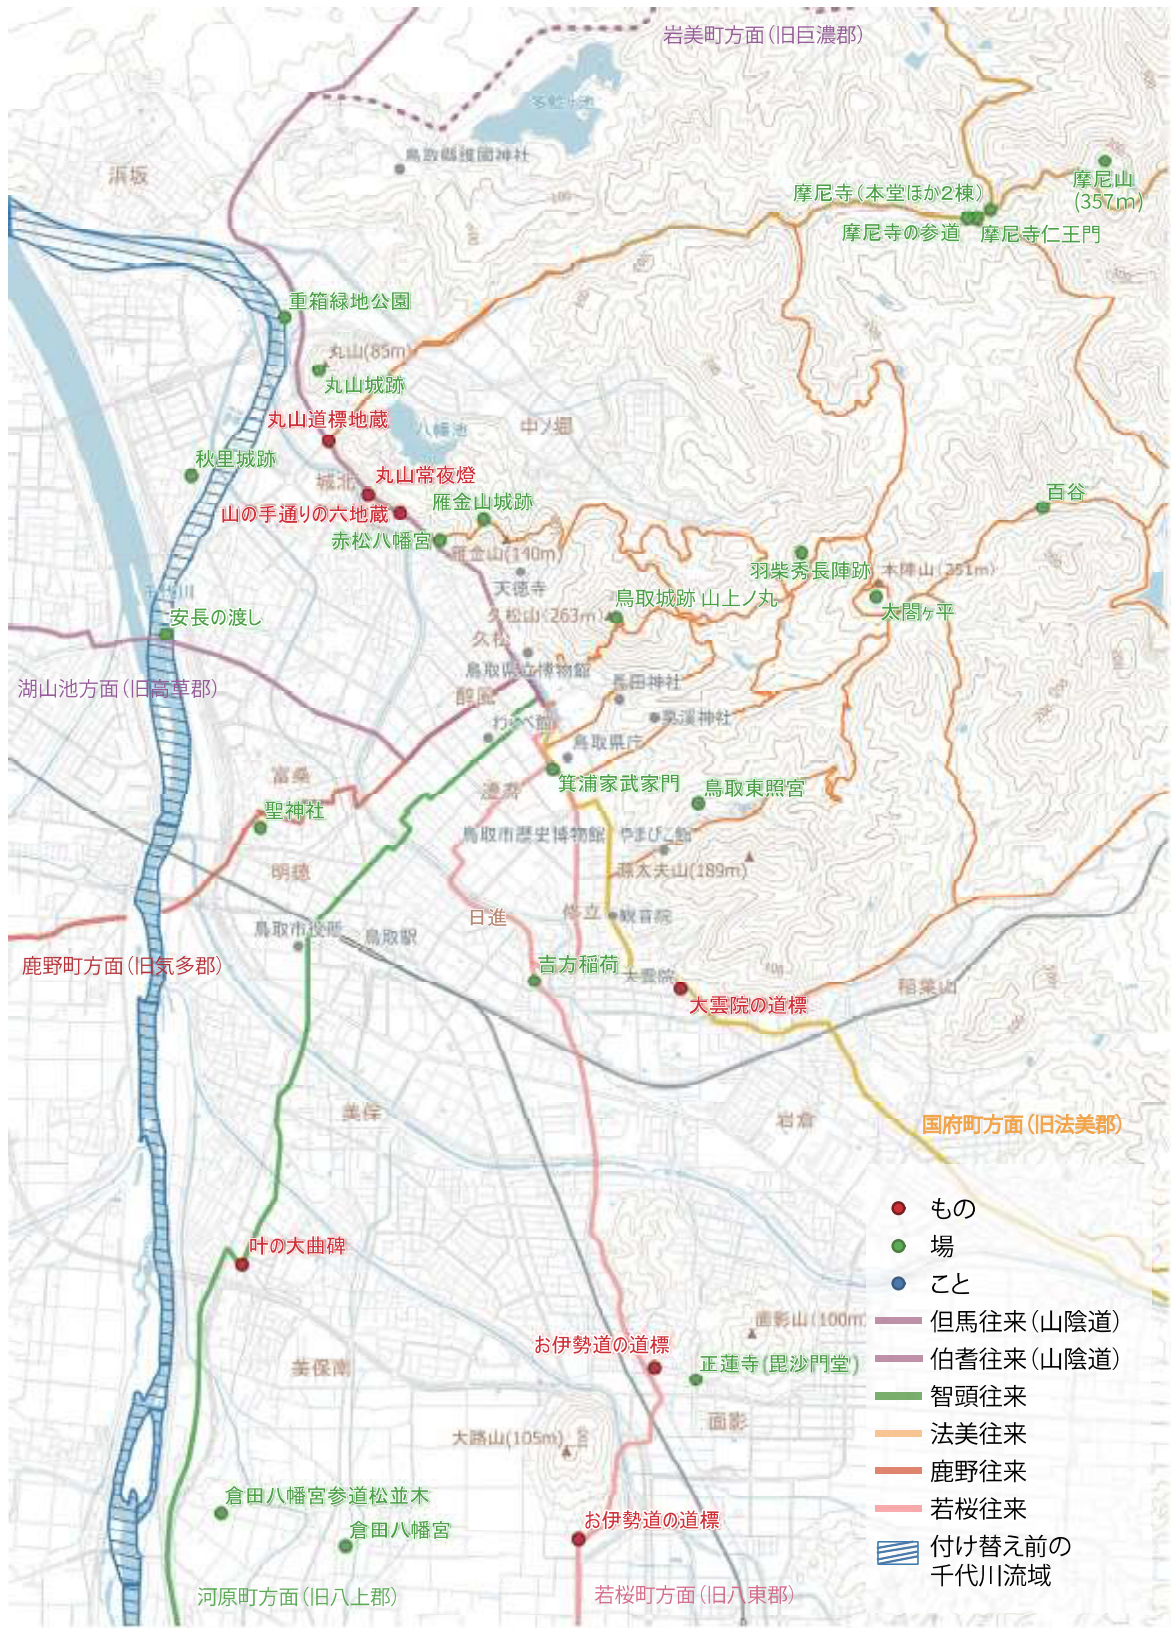 岩美町方面（旧巨濃郡）
多鯰ヶ池
鳥取縣護國神社
浜坂
摩尼山
(357m)
摩尼寺（本堂ほか2棟）
摩尼寺の参道
摩尼寺仁王門
重箱緑地公園
丸山(85m)
丸山城跡
丸山道標地蔵
八幡池
中ノ郷
秋里城跡
城北
丸山常夜燈
山の手通りの六地蔵
雁金山城跡
百谷
赤松八幡宮
雁金山(140m)
羽柴秀長陣跡
本陣山(251m)
天徳寺
千代川
鳥取城跡 山上ノ丸
太閤ヶ平
久松山(263m)
安長の渡し
久松
鳥取県立博物館
長田神社
湖山池方面（旧高草郡）
醇風
わらべ館
鳥取県庁
富桑
箕浦家武家門
遷喬
鳥取東照宮
聖神社
鳥取市歴史博物館　やまびこ館
明徳
源太夫山(189m)
日進
修立
観音院
鳥取市役所
鳥取駅
鹿野町方面（旧気多郡）
吉方稲荷
大雲院
大雲院の道標
稲葉山
美保
岩倉
国府町方面（旧法美郡）
もの
叶の大曲碑
場
こと
面影山(100m)
但馬往来（山陰道）
お伊勢道の道標
伯耆往来（山陰道）
美保南
正蓮寺(毘沙門堂)
智頭往来
面影
法美往来
大路山(105m)
鹿野往来
倉田八幡宮参道松並木
若桜往来
お伊勢道の道標
倉田八幡宮
付け替え前の
千代川流域
河原町方面（旧八上郡）
若桜町方面（旧八東郡）